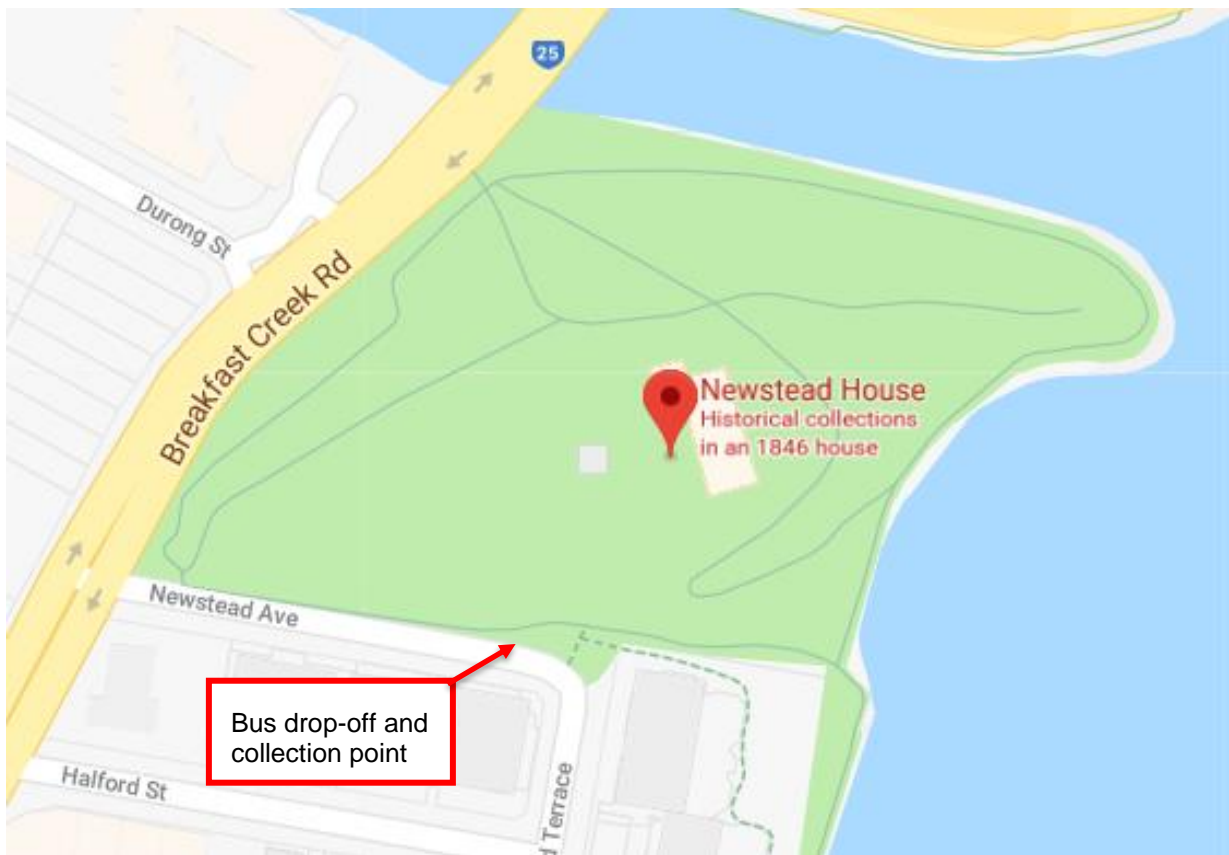 25
Durong St
Breakfast Creek Rd
Newstead House
Historical collections
in an 1846 house
Newstead Ave
Bus drop-off and
collection point
Halford St
d Terrace